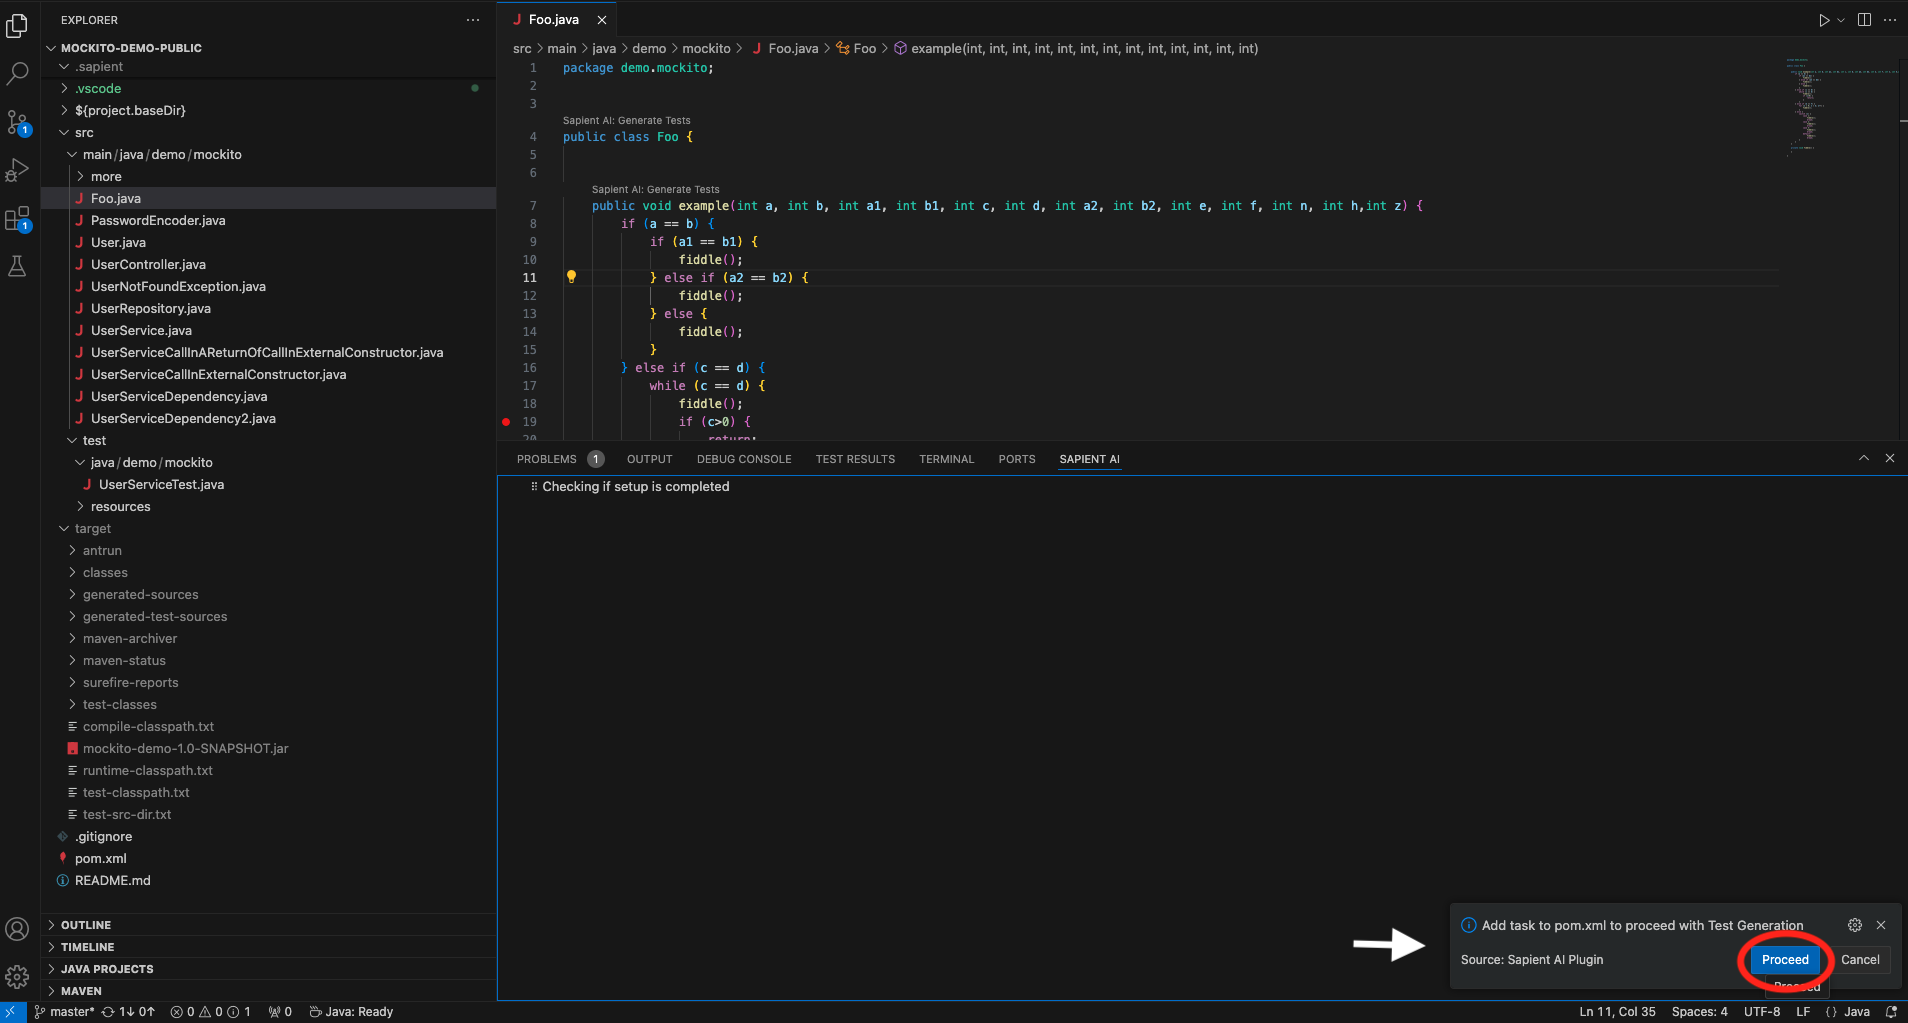 EXPLORER
MOCKITO-DEMO-PUBLIC
.sapient
.vscode
${project.baseDir}
src
main/java/demo/mockito
more
Foo.java
PasswordEncoder.java
User.java
UserController.java
UserNotFoundException.java
UserRepository.java
UserService.java
UserServiceCallInAReturnOfCallInExternalConstructor.java
UserServiceCallInExternalConstructor.java
UserServiceDependency.java
UserServiceDependency2.java
test
java/demo/mockito
UserServiceTest.java
resources
target
antrun
classes
generated-sources
generated-test-sources
maven-archiver
maven-status
surefire-reports
test-classes
compile-classpath.txt
mockito-demo-1.0-SNAPSHOT.jar
runtime-classpath.txt
test-classpath.txt
test-src-dir.txt
.gitignore
pom.xml
README.md
OUTLINE
TIMELINE
JAVA PROJECTS
MAVEN
1
1
Foo.java
src > main > java > demo > mockito > Foo.java > Foo > example(int, int, int, int, int, int, int, int, int, int, int, int, int)
1 package demo.mockito;
2
3
Sapient AI: Generate Tests
4 public class Foo {
5
6
Sapient AI: Generate Tests
7 public void example(int a, int b, int a1, int b1, int c, int d, int a2, int b2, int e, int f, int n, int h,int z) {
8 if (a == b) {
9 if (a1 == b1) {
10 fiddle();
11 } else if (a2 == b2) {
12 fiddle();
13 } else {
14 fiddle();
15 }
16 } else if (c == d) {
17 while (c == d) {
18 fiddle();
19 if (c>0) {
20 return;
PROBLEMS 1 OUTPUT DEBUG CONSOLE TEST RESULTS TERMINAL PORTS SAPIENT AI
Checking if setup is completed
Add task to pom.xml to proceed with Test Generation
Source: Sapient AI Plugin
Proceed Cancel
Proceed
master* 1↓ 0↑ 0 0 1 0 Java: Ready
Ln 11, Col 35 Spaces: 4 UTF-8 LF {} Java